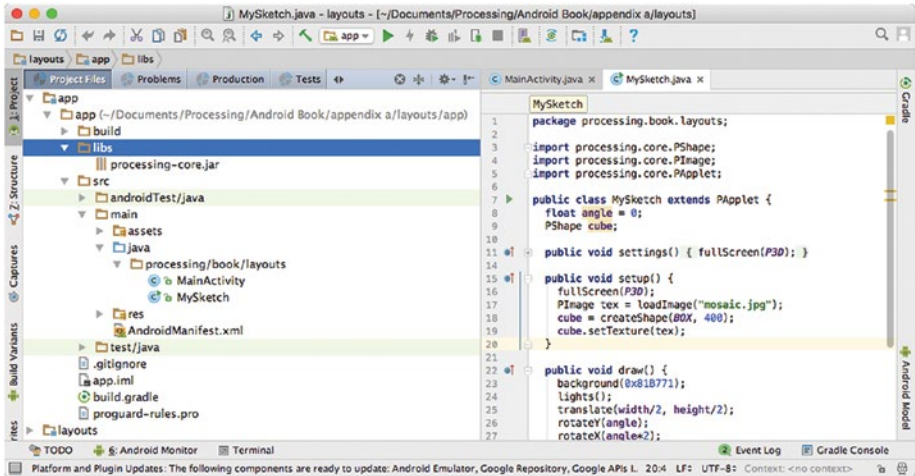 MySketch.java - layouts - [~/Documents/Processing/Android Book/appendix a/layouts]
app
layouts app libs
Project Files Problems Production Tests
MainActivity.java × MySketch.java ×
1: Project
Z: Structure
Captures
Build Variants
rites
app
app (~/Documents/Processing/Android Book/appendix a/layouts/app)
build
libs
processing-core.jar
src
androidTest/java
main
assets
java
processing/book/layouts
MainActivity
MySketch
res
AndroidManifest.xml
test/java
.gitignore
app.iml
build.gradle
proguard-rules.pro
layouts
MySketch
1 package processing.book.layouts;
2
3 import processing.core.PShape;
4 import processing.core.PImage;
5 import processing.core.PApplet;
6
7 public class MySketch extends PApplet {
8 float angle = 0;
9 PShape cube;
10
11 public void settings() { fullScreen(P3D); }
14
15 public void setup() {
16 fullScreen(P3D);
17 PImage tex = loadImage("mosaic.jpg");
18 cube = createShape(BOX, 400);
19 cube.setTexture(tex);
20 }
21
22 public void draw() {
23 background(0x81B771);
24 lights();
25 translate(width/2, height/2);
26 rotateY(angle);
27 rotateX(angle*2);
Gradle
Android Model
TODO 6: Android Monitor Terminal
2 Event Log Gradle Console
Platform and Plugin Updates: The following components are ready to update: Android Emulator, Google Repository, Google APIs I.. 20:4 LF: UTF-8: Context: <no context>